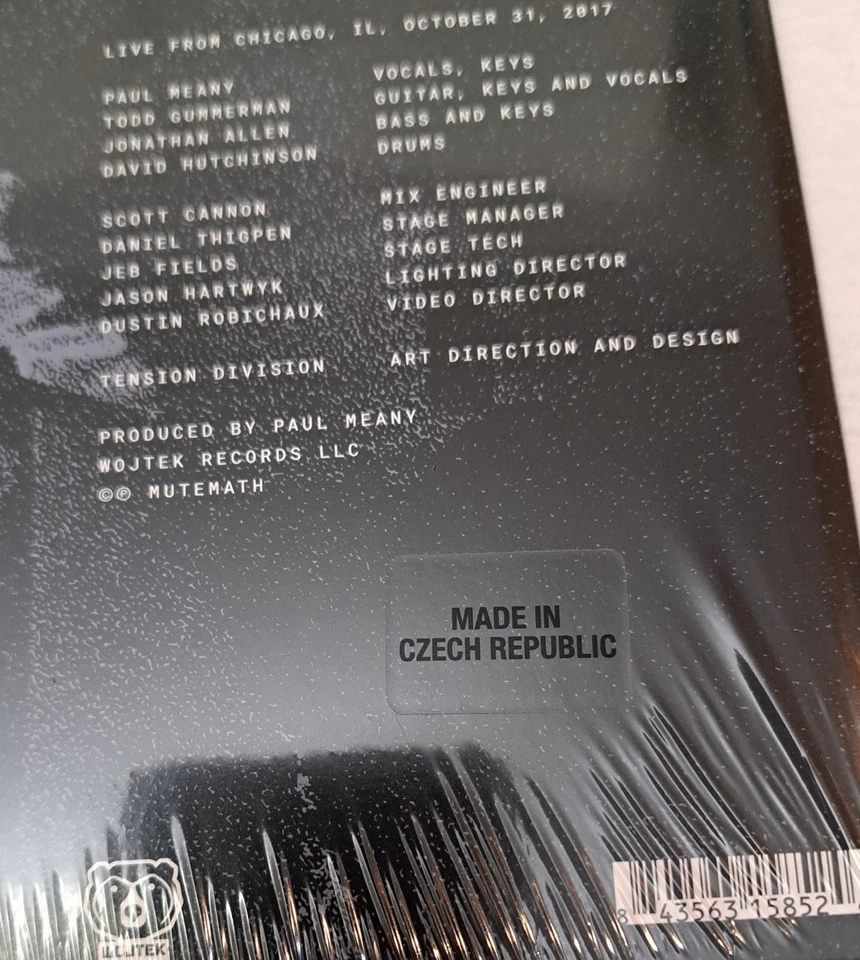 LIVE FROM CHICAGO, IL, OCTOBER 31, 2017
PAUL MEANY VOCALS, KEYS
TODD GUMMERMAN GUITAR, KEYS AND VOCALS
JONATHAN ALLEN BASS AND KEYS
DAVID HUTCHINSON DRUMS
SCOTT CANNON MIX ENGINEER
DANIEL THIGPEN STAGE MANAGER
JEB FIELDS STAGE TECH
JASON HARTWYK LIGHTING DIRECTOR
DUSTIN ROBICHAUX VIDEO DIRECTOR
TENSION DIVISION ART DIRECTION AND DESIGN
PRODUCED BY PAUL MEANY
WOJTEK RECORDS LLC
©℗ MUTEMATH
MADE IN
CZECH REPUBLIC
WOJTEK
8 43563 15852